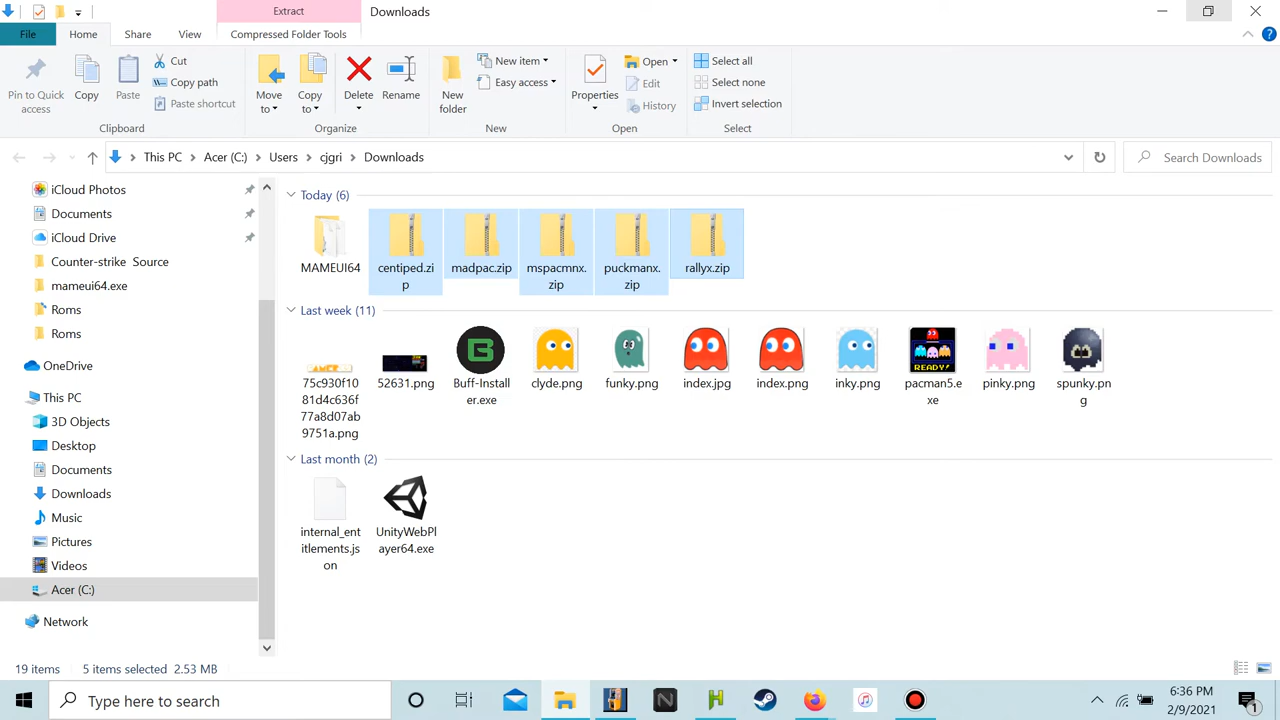 Extract
Downloads
File
Home
Share
View
Compressed Folder Tools
Pin to Quick
access
Copy
Paste
Cut
Copy path
Paste shortcut
Clipboard
Move
to
Copy
to
Delete
Rename
Organize
New
folder
New item
Easy access
New
Properties
Open
Edit
History
Open
Select all
Select none
Invert selection
Select
This PC
Acer (C:)
Users
cjgri
Downloads
Search Downloads
iCloud Photos
Documents
iCloud Drive
Counter-strike Source
mameui64.exe
Roms
Roms
OneDrive
This PC
3D Objects
Desktop
Documents
Downloads
Music
Pictures
Videos
Acer (C:)
Network
Today (6)
MAMEUI64
centiped.zi
p
madpac.zip
mspacmnx.
zip
puckmanx.
zip
rallyx.zip
Last week (11)
75c930f10
81d4c636f
77a8d07ab
9751a.png
52631.png
Buff-Install
er.exe
clyde.png
funky.png
index.jpg
index.png
inky.png
READY!
pacman5.e
xe
pinky.png
spunky.pn
g
Last month (2)
internal_ent
itlements.js
on
UnityWebPl
ayer64.exe
19 items
5 items selected 2.53 MB
Type here to search
6:36 PM
2/9/2021
1